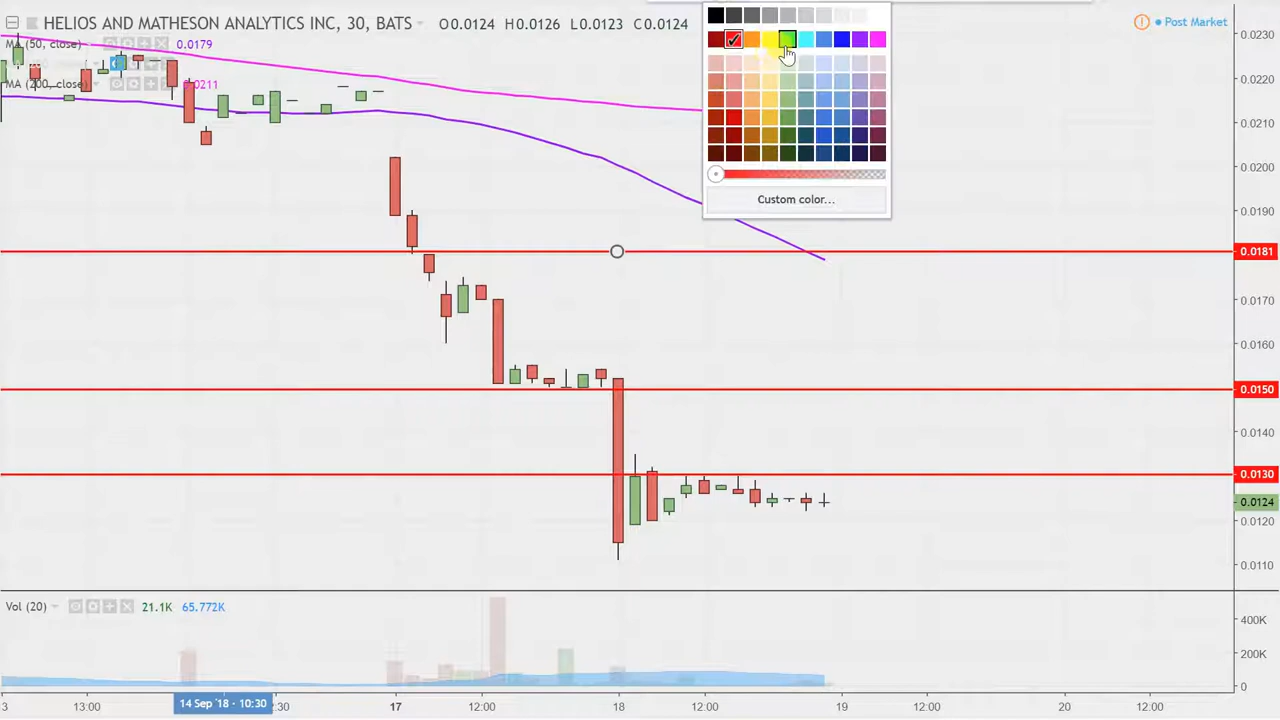 HELIOS AND MATHESON ANALYTICS INC, 30, BATS O0.0124 H0.0126 L0.0123 C0.0124
Post Market
MA (50, close) 0.0179
MA (200, close) 0.0211
Custom color...
0.0230
0.0220
0.0210
0.0200
0.0190
0.0181
0.0170
0.0160
0.0150
0.0140
0.0130
0.0124
0.0120
0.0110
Vol (20) 21.1K 65.772K
400K
200K
0
3 13:00 14 Sep '18 - 10:30 2:30 17 12:00 18 12:00 19 12:00 20 12:00